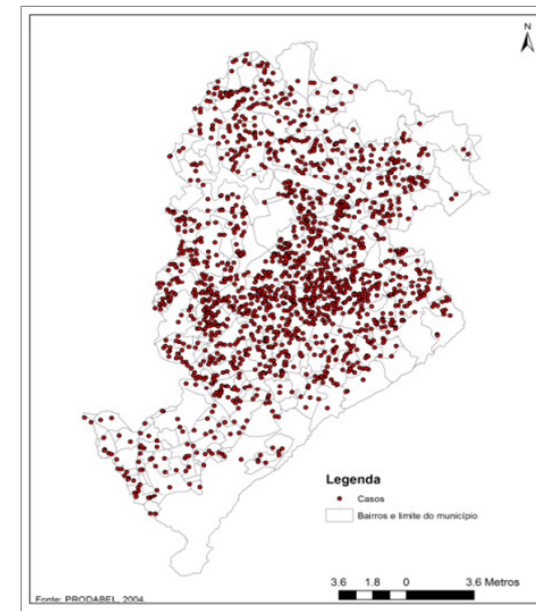 N
Legenda
Casos
Bairros e limite do município
3.6 1.8 0 3.6 Metros
Fonte: PRODABEL, 2004.